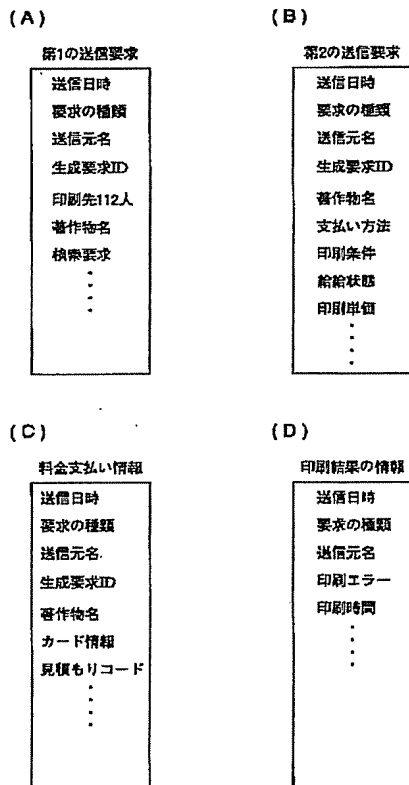 (A)
第1の送信要求
送信日時
要求の種類
送信元名
生成要求ID
印刷先112人
著作物名
検索要求
(B)
第2の送信要求
送信日時
要求の種類
送信元名
生成要求ID
著作物名
支払い方法
印刷条件
給給状態
印刷単価
(C)
料金支払い情報
送信日時
要求の種類
送信元名.
生成要求ID
著作物名
カード情報
見積もりコード
(D)
印刷結果の情報
送信日時
要求の種類
送信元名
印刷エラー
印刷時間